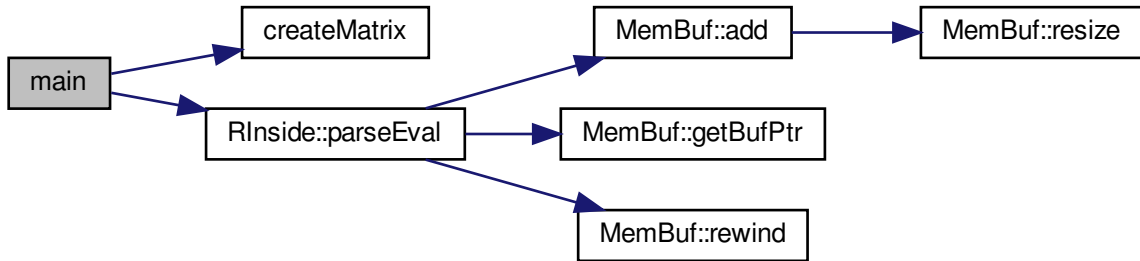 main
createMatrix
RInside::parseEval
MemBuf::add
MemBuf::getBufPtr
MemBuf::rewind
MemBuf::resize